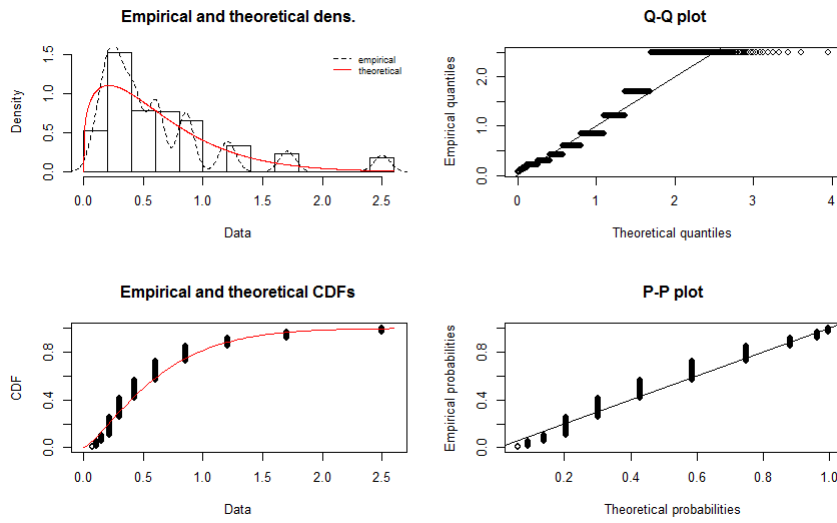 Empirical and theoretical dens.
Density
0.0 0.5 1.0 1.5
empirical
theoretical
0.0 0.5 1.0 1.5 2.0 2.5
Data
Q-Q plot
Empirical quantiles
0.0 1.0 2.0
0 1 2 3 4
Theoretical quantiles
Empirical and theoretical CDFs
CDF
0.0 0.4 0.8
0.0 0.5 1.0 1.5 2.0 2.5
Data
P-P plot
Empirical probabilities
0.0 0.4 0.8
0.2 0.4 0.6 0.8 1.0
Theoretical probabilities